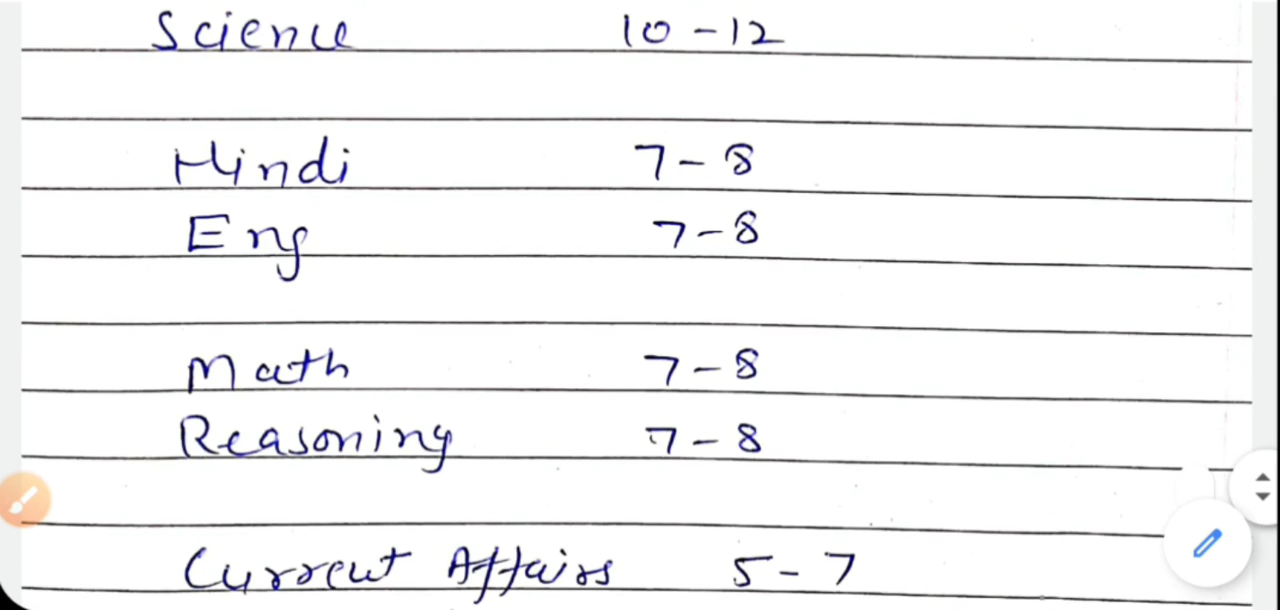 Science 10-12
Hindi 7-8
Eng 7-8
Math 7-8
Reasoning 7-8
Current Affairs 5-7